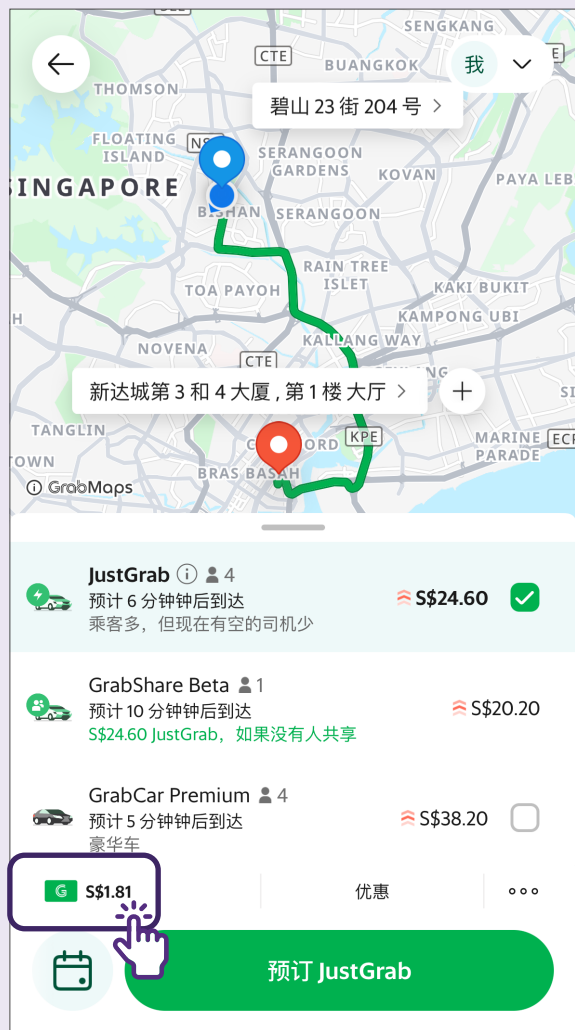 SENGKANG
CTE
BUANGKOK
我
E
THOMSON
碧山 23 街 204 号
FLOATING
ISLAND
SERANGOON
GARDENS
KOVAN
SINGAPORE
PAYA LEB
BISHAN
SERANGOON
RAIN TREE
ISLET
TOA PAYOH
KAKI BUKIT
KAMPONG UBI
H
KALLANG WAY
NOVENA
CTE
新达城第 3 和 4 大厦 , 第 1 楼 大厅
SI
TANGLIN
KPE
MARINE
PARADE
ECP
TOWN
BRAS BASAH
GrabMaps
JustGrab 4
预计 6 分钟钟后到达
S$24.60
乘客多，但现在有空的司机少
GrabShare Beta 1
预计 10 分钟钟后到达
S$20.20
S$24.60 JustGrab，如果没有人共享
GrabCar Premium 4
预计 5 分钟钟后到达
S$38.20
豪华车
G S$1.81
优惠
预订 JustGrab